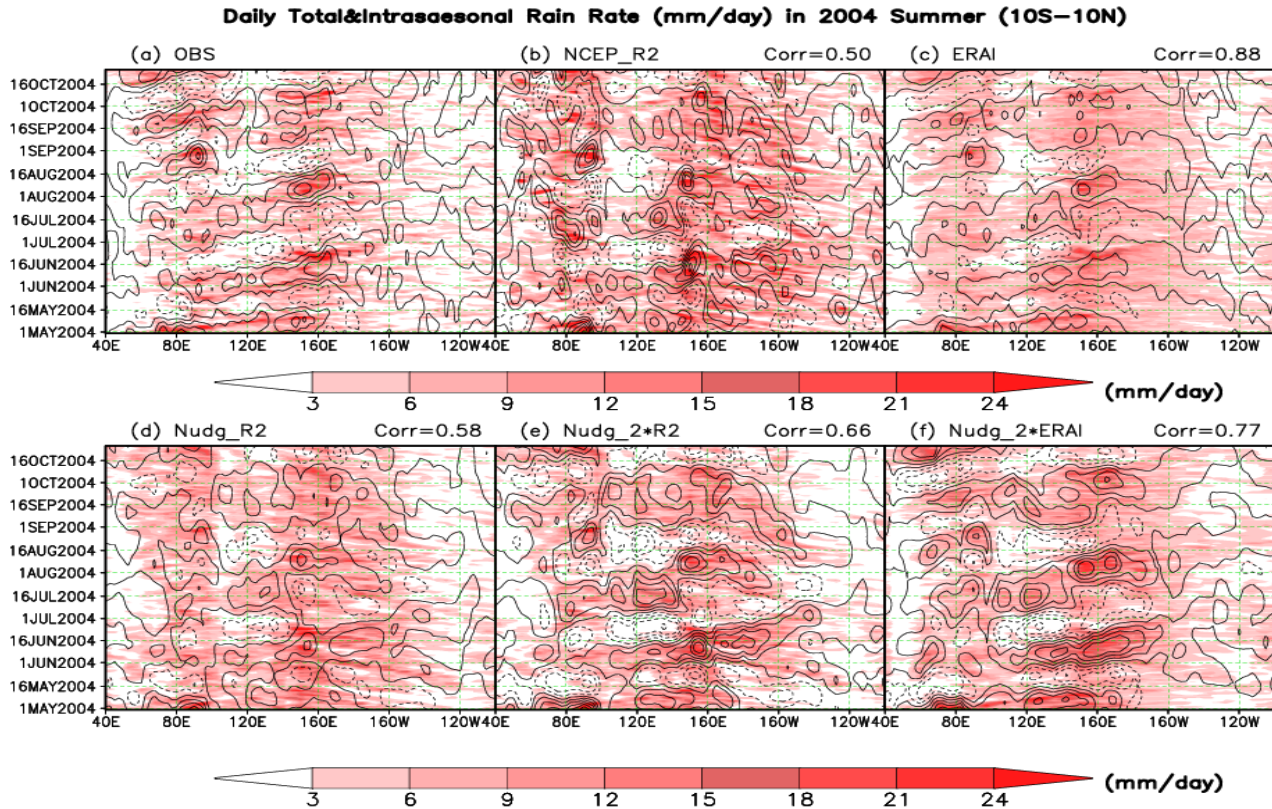 Daily Total&Intrasaesonal Rain Rate (mm/day) in 2004 Summer (10S-10N)
(a) OBS (b) NCEP_R2 Corr=0.50 (c) ERAI Corr=0.88
16OCT2004
1OCT2004
16SEP2004
1SEP2004
16AUG2004
1AUG2004
16JUL2004
1JUL2004
16JUN2004
1JUN2004
16MAY2004
1MAY2004
40E 80E 120E 160E 160W 120W40E 80E 120E 160E 160W 120W40E 80E 120E 160E 160W 120W
3 6 9 12 15 18 21 24 (mm/day)
(d) Nudg_R2 Corr=0.58 (e) Nudg_2*R2 Corr=0.66 (f) Nudg_2*ERAI Corr=0.77
16OCT2004
1OCT2004
16SEP2004
1SEP2004
16AUG2004
1AUG2004
16JUL2004
1JUL2004
16JUN2004
1JUN2004
16MAY2004
1MAY2004
40E 80E 120E 160E 160W 120W40E 80E 120E 160E 160W 120W40E 80E 120E 160E 160W 120W
3 6 9 12 15 18 21 24 (mm/day)